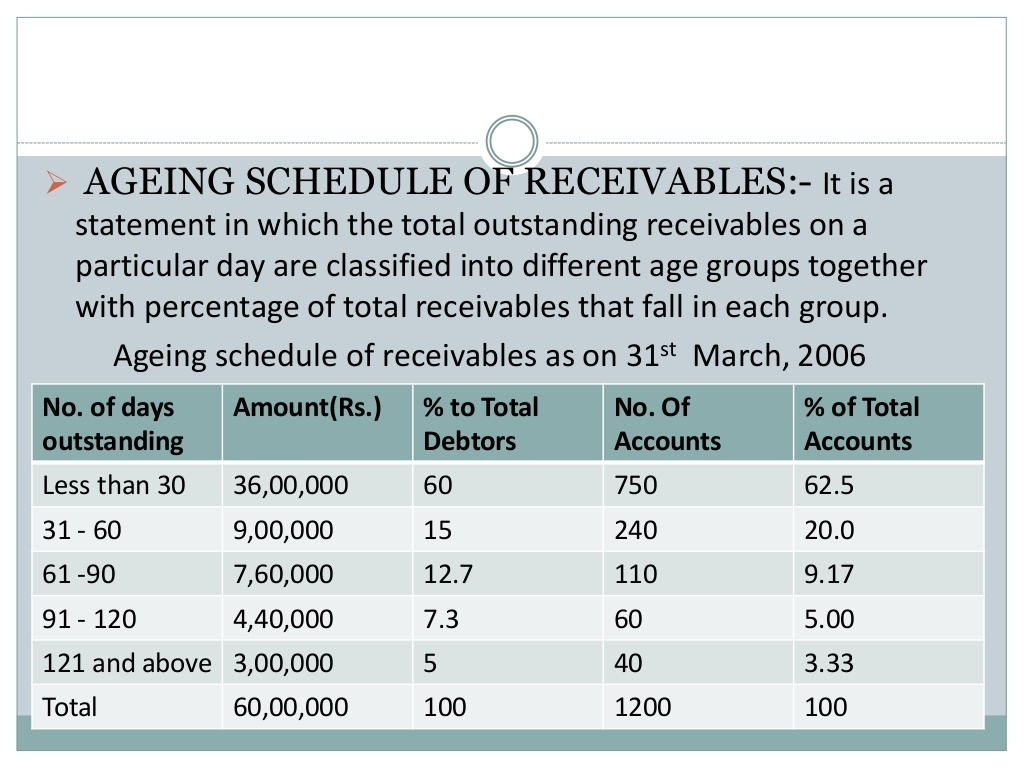 ➢ AGEING SCHEDULE OF RECEIVABLES:- It is a
statement in which the total outstanding receivables on a
particular day are classified into different age groups together
with percentage of total receivables that fall in each group.
Ageing schedule of receivables as on 31st March, 2006
No. of days outstanding Amount(Rs.) % to Total Debtors No. Of Accounts % of Total Accounts
Less than 30 36,00,000 60 750 62.5
31 - 60 9,00,000 15 240 20.0
61 -90 7,60,000 12.7 110 9.17
91 - 120 4,40,000 7.3 60 5.00
121 and above 3,00,000 5 40 3.33
Total 60,00,000 100 1200 100